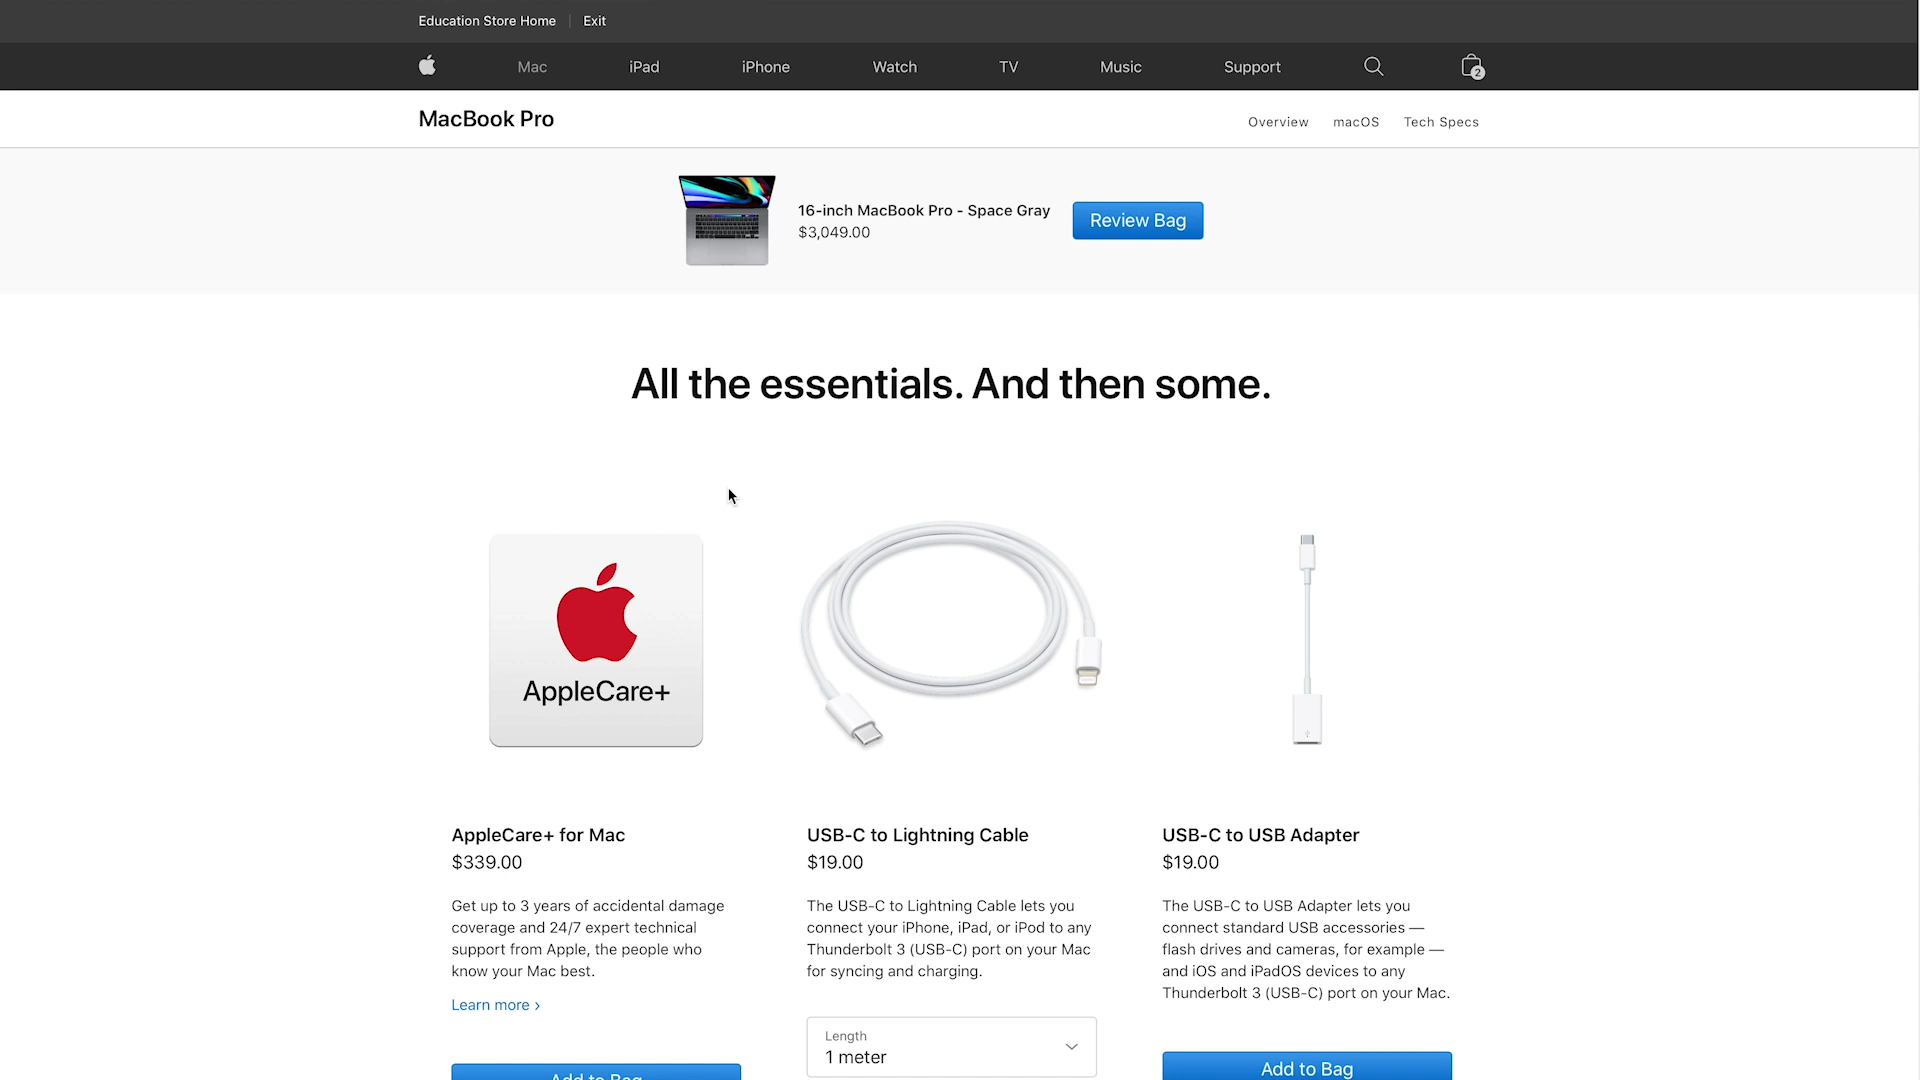 Education Store Home
Exit
Mac
iPad
iPhone
Watch
TV
Music
Support
2
MacBook Pro
Overview
macOS
Tech Specs
16-inch MacBook Pro - Space Gray
$3,049.00
Review Bag
All the essentials. And then some.
AppleCare+
AppleCare+ for Mac
$339.00
Get up to 3 years of accidental damage
coverage and 24/7 expert technical
support from Apple, the people who
know your Mac best.
Learn more ›
Add to Bag
USB-C to Lightning Cable
$19.00
The USB-C to Lightning Cable lets you
connect your iPhone, iPad, or iPod to any
Thunderbolt 3 (USB-C) port on your Mac
for syncing and charging.
Length
1 meter
USB-C to USB Adapter
$19.00
The USB-C to USB Adapter lets you
connect standard USB accessories —
flash drives and cameras, for example —
and iOS and iPadOS devices to any
Thunderbolt 3 (USB-C) port on your Mac.
Add to Bag